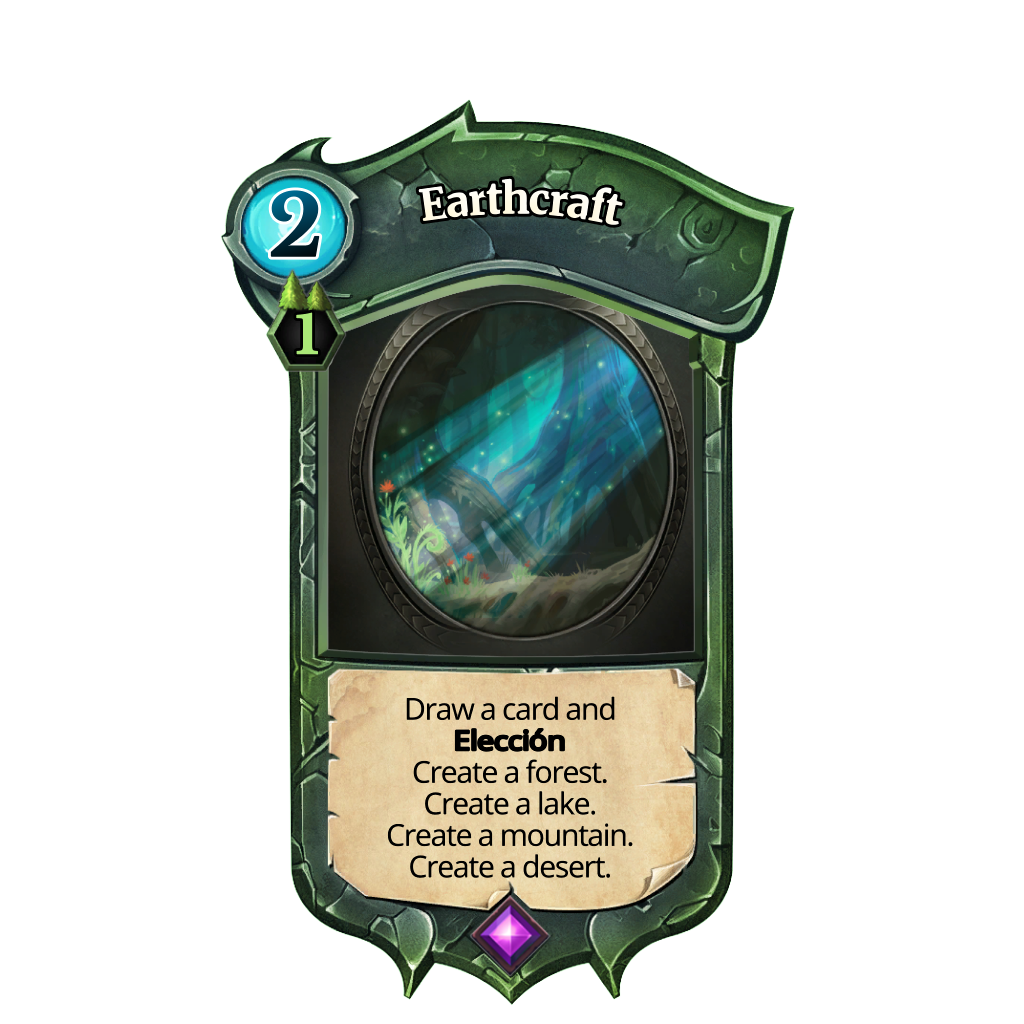 2
Earthcraft
1
Draw a card and
Elección
Create a forest.
Create a lake.
Create a mountain.
Create a desert.